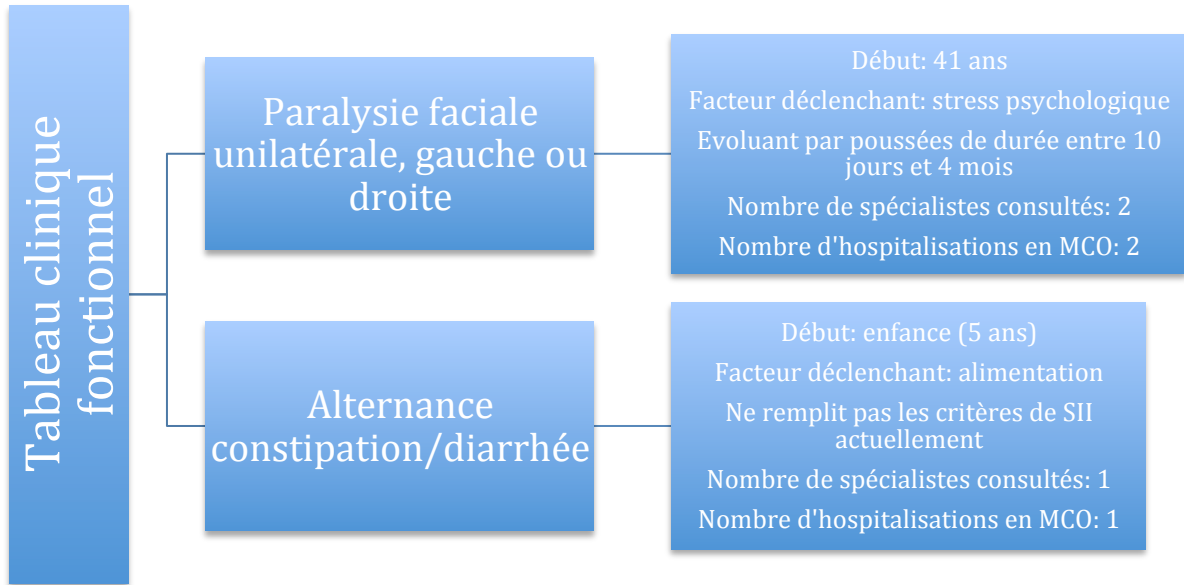 Tableau clinique
fonctionnel
Paralysie faciale
unilatérale, gauche ou
droite
Début: 41 ans
Facteur déclenchant: stress psychologique
Evoluant par poussées de durée entre 10
jours et 4 mois
Nombre de spécialistes consultés: 2
Nombre d'hospitalisations en MCO: 2
Alternance
constipation/diarrhée
Début: enfance (5 ans)
Facteur déclenchant: alimentation
Ne remplit pas les critères de SII
actuellement
Nombre de spécialistes consultés: 1
Nombre d'hospitalisations en MCO: 1